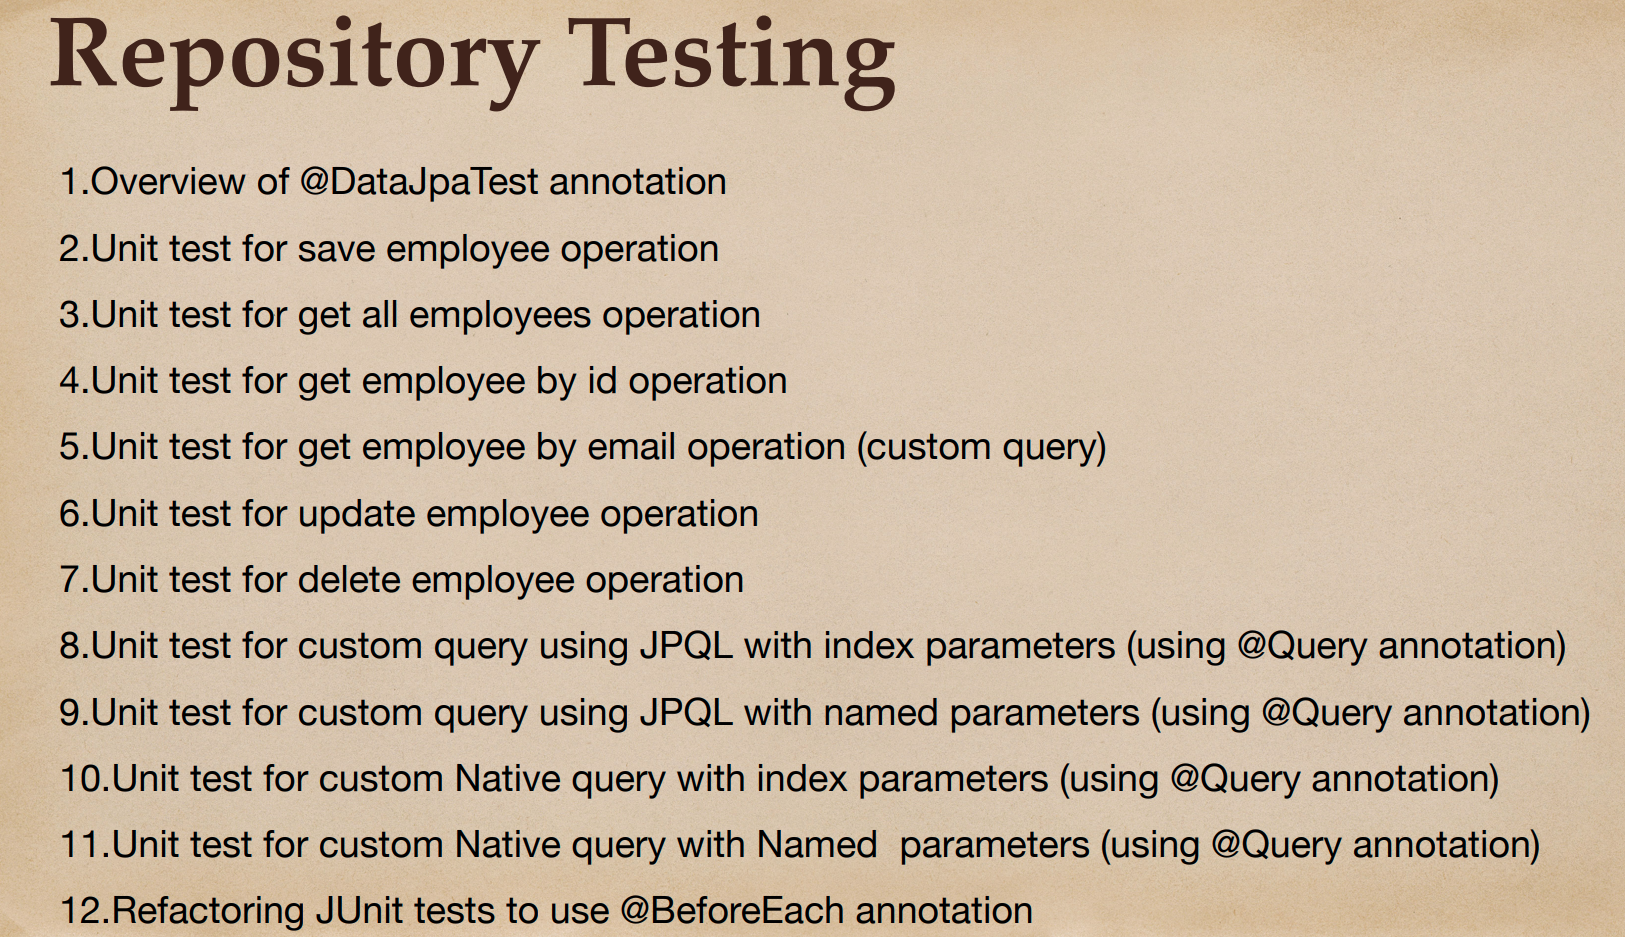 Repository Testing
1.Overview of @DataJpaTest annotation
2.Unit test for save employee operation
3.Unit test for get all employees operation
4.Unit test for get employee by id operation
5.Unit test for get employee by email operation (custom query)
6.Unit test for update employee operation
7.Unit test for delete employee operation
8.Unit test for custom query using JPQL with index parameters (using @Query annotation)
9.Unit test for custom query using JPQL with named parameters (using @Query annotation)
10.Unit test for custom Native query with index parameters (using @Query annotation)
11.Unit test for custom Native query with Named  parameters (using @Query annotation)
12.Refactoring JUnit tests to use @BeforeEach annotation